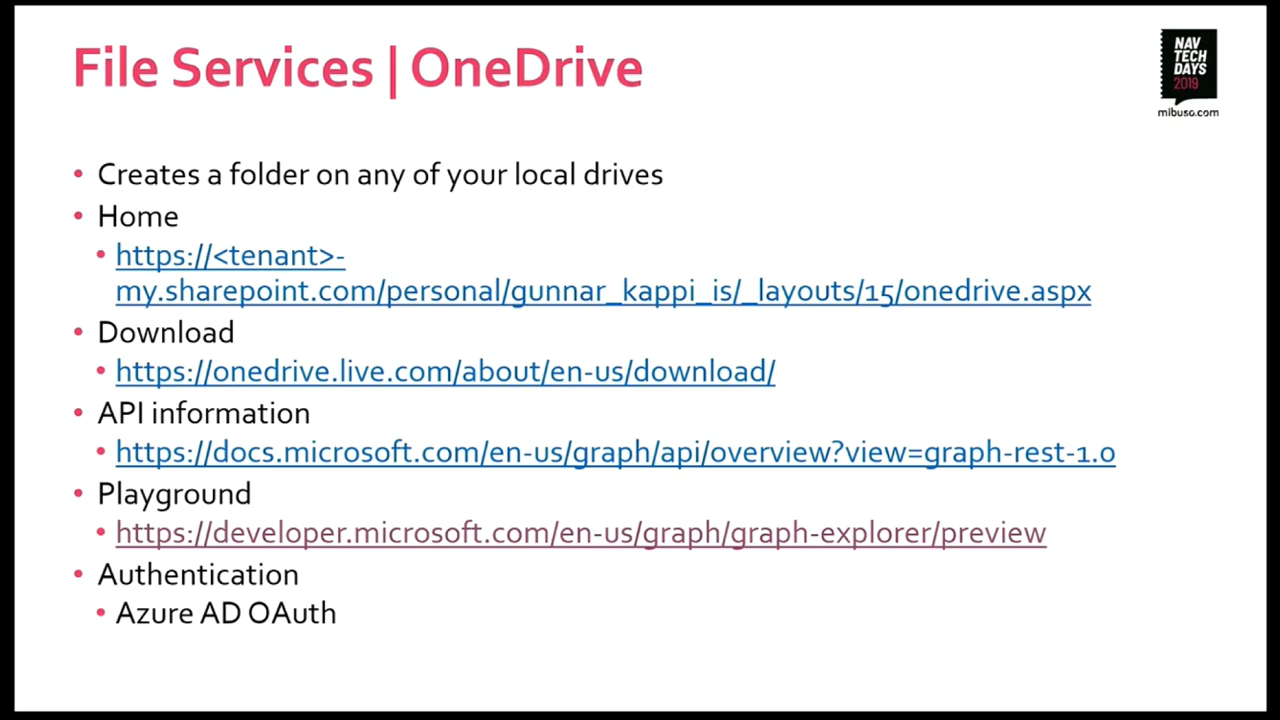 File Services | OneDrive
NAV
TECH
DAYS
2019
mibuso.com
• Creates a folder on any of your local drives
• Home
• https://<tenant>-
my.sharepoint.com/personal/gunnar_kappi_is/_layouts/15/onedrive.aspx
• Download
• https://onedrive.live.com/about/en-us/download/
• API information
• https://docs.microsoft.com/en-us/graph/api/overview?view=graph-rest-1.0
• Playground
• https://developer.microsoft.com/en-us/graph/graph-explorer/preview
• Authentication
• Azure AD OAuth